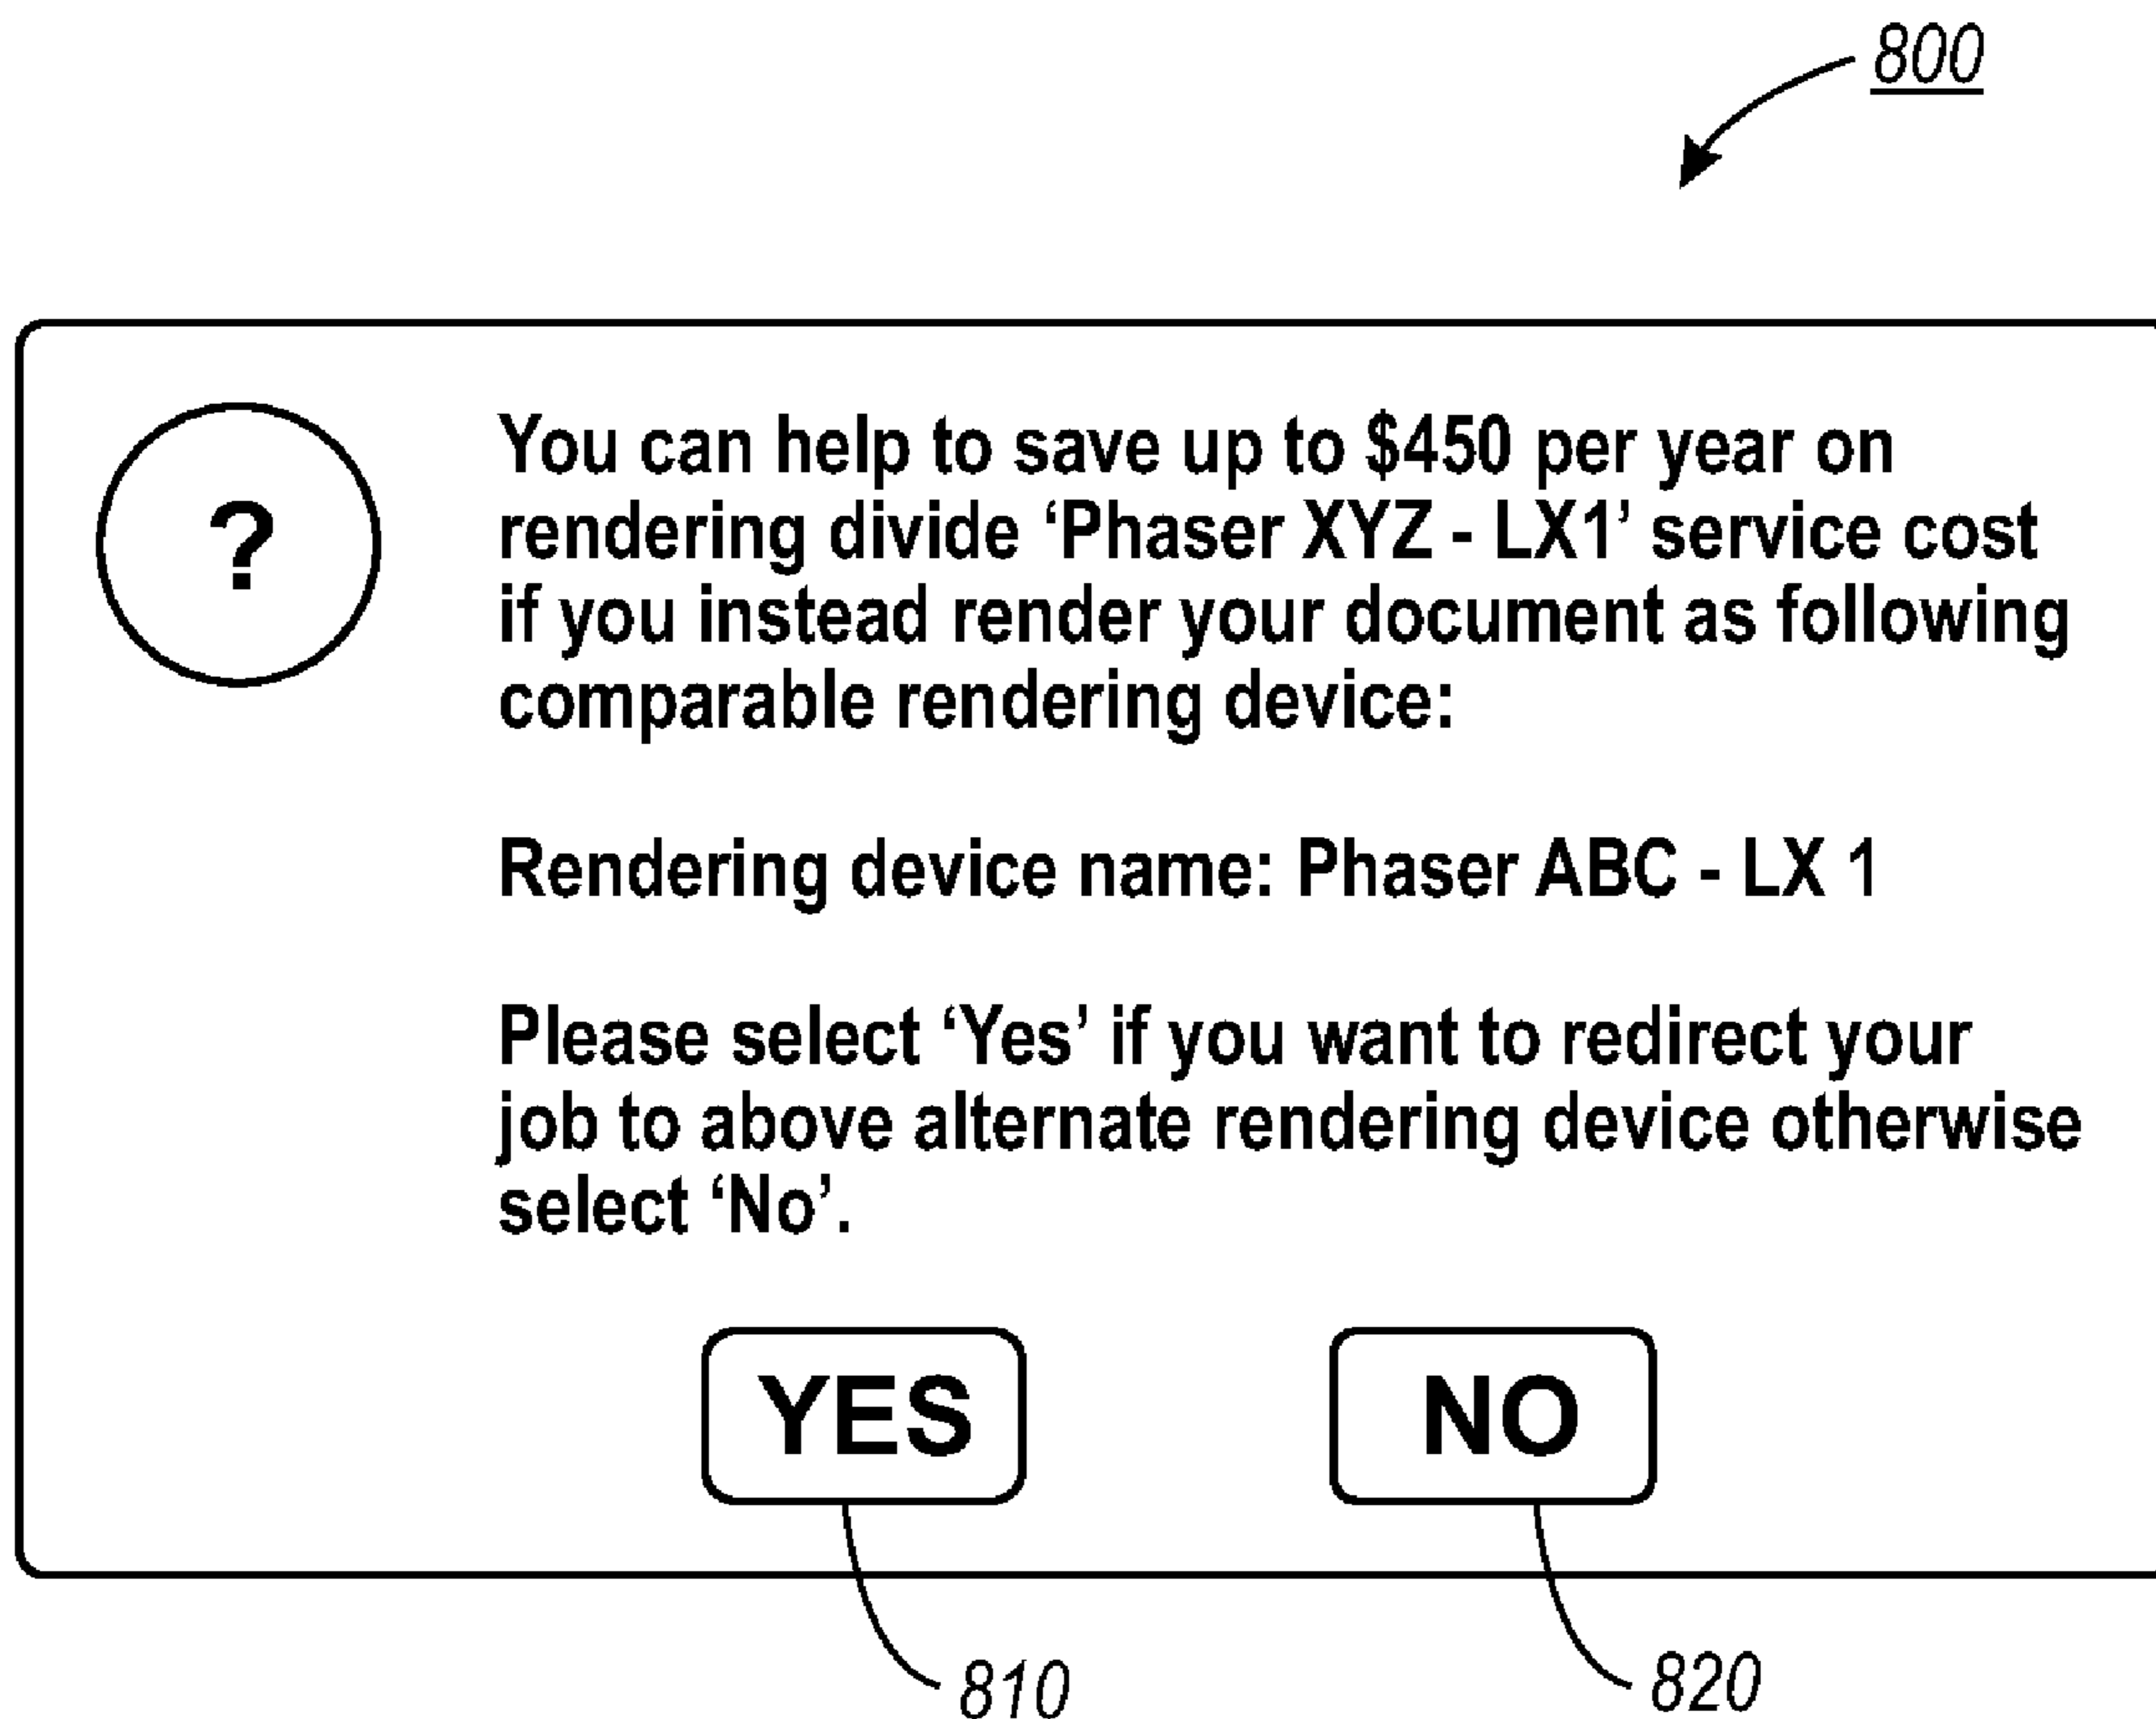 800
?
You can help to save up to $450 per year on
rendering divide ‘Phaser XYZ - LX1’ service cost
if you instead render your document as following
comparable rendering device:
Rendering device name: Phaser ABC - LX 1
Please select ‘Yes’ if you want to redirect your
job to above alternate rendering device otherwise
select ‘No’.
YES NO
810 820